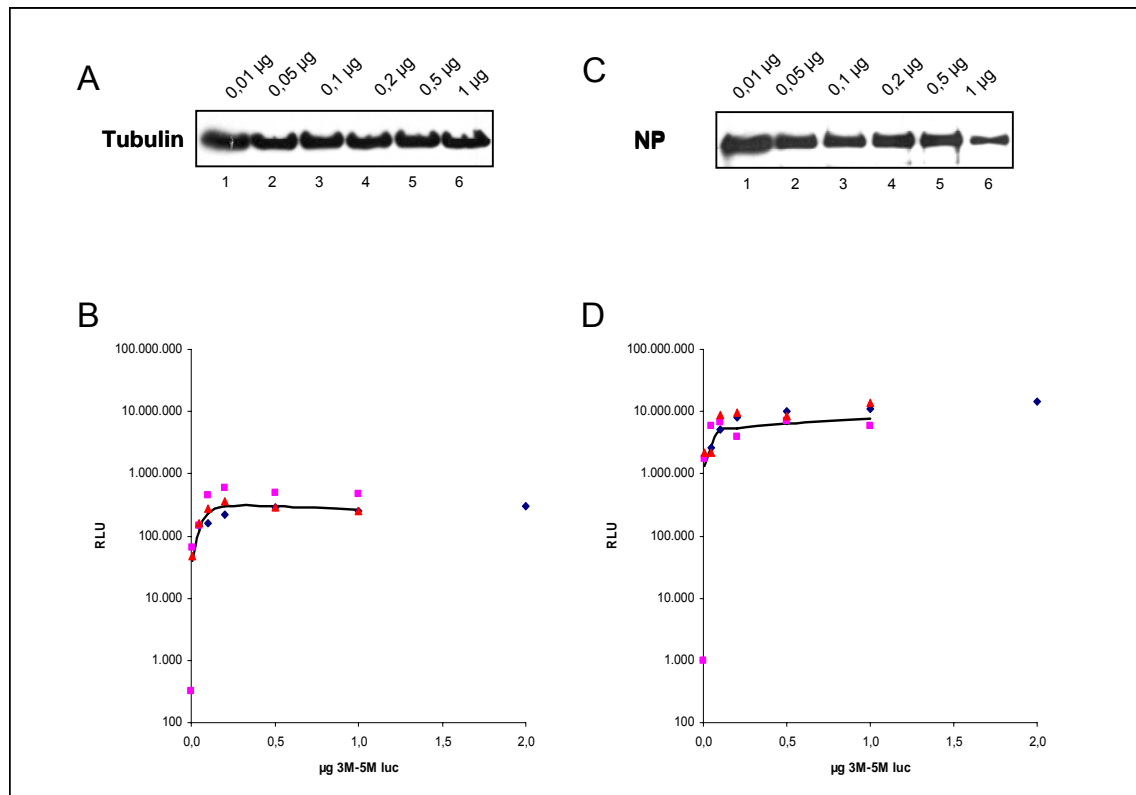 A
0,01 µg 0,05 µg 0,1 µg 0,2 µg 0,5 µg 1 µg
Tubulin
1 2 3 4 5 6
C
0,01 µg 0,05 µg 0,1 µg 0,2 µg 0,5 µg 1 µg
NP
1 2 3 4 5 6
B
100.000.000
10.000.000
1.000.000
100.000
10.000
1.000
100
RLU
0,0 0,5 1,0 1,5 2,0
µg 3M-5M luc
D
100.000.000
10.000.000
1.000.000
100.000
10.000
1.000
100
RLU
0,0 0,5 1,0 1,5 2,0
µg 3M-5M luc